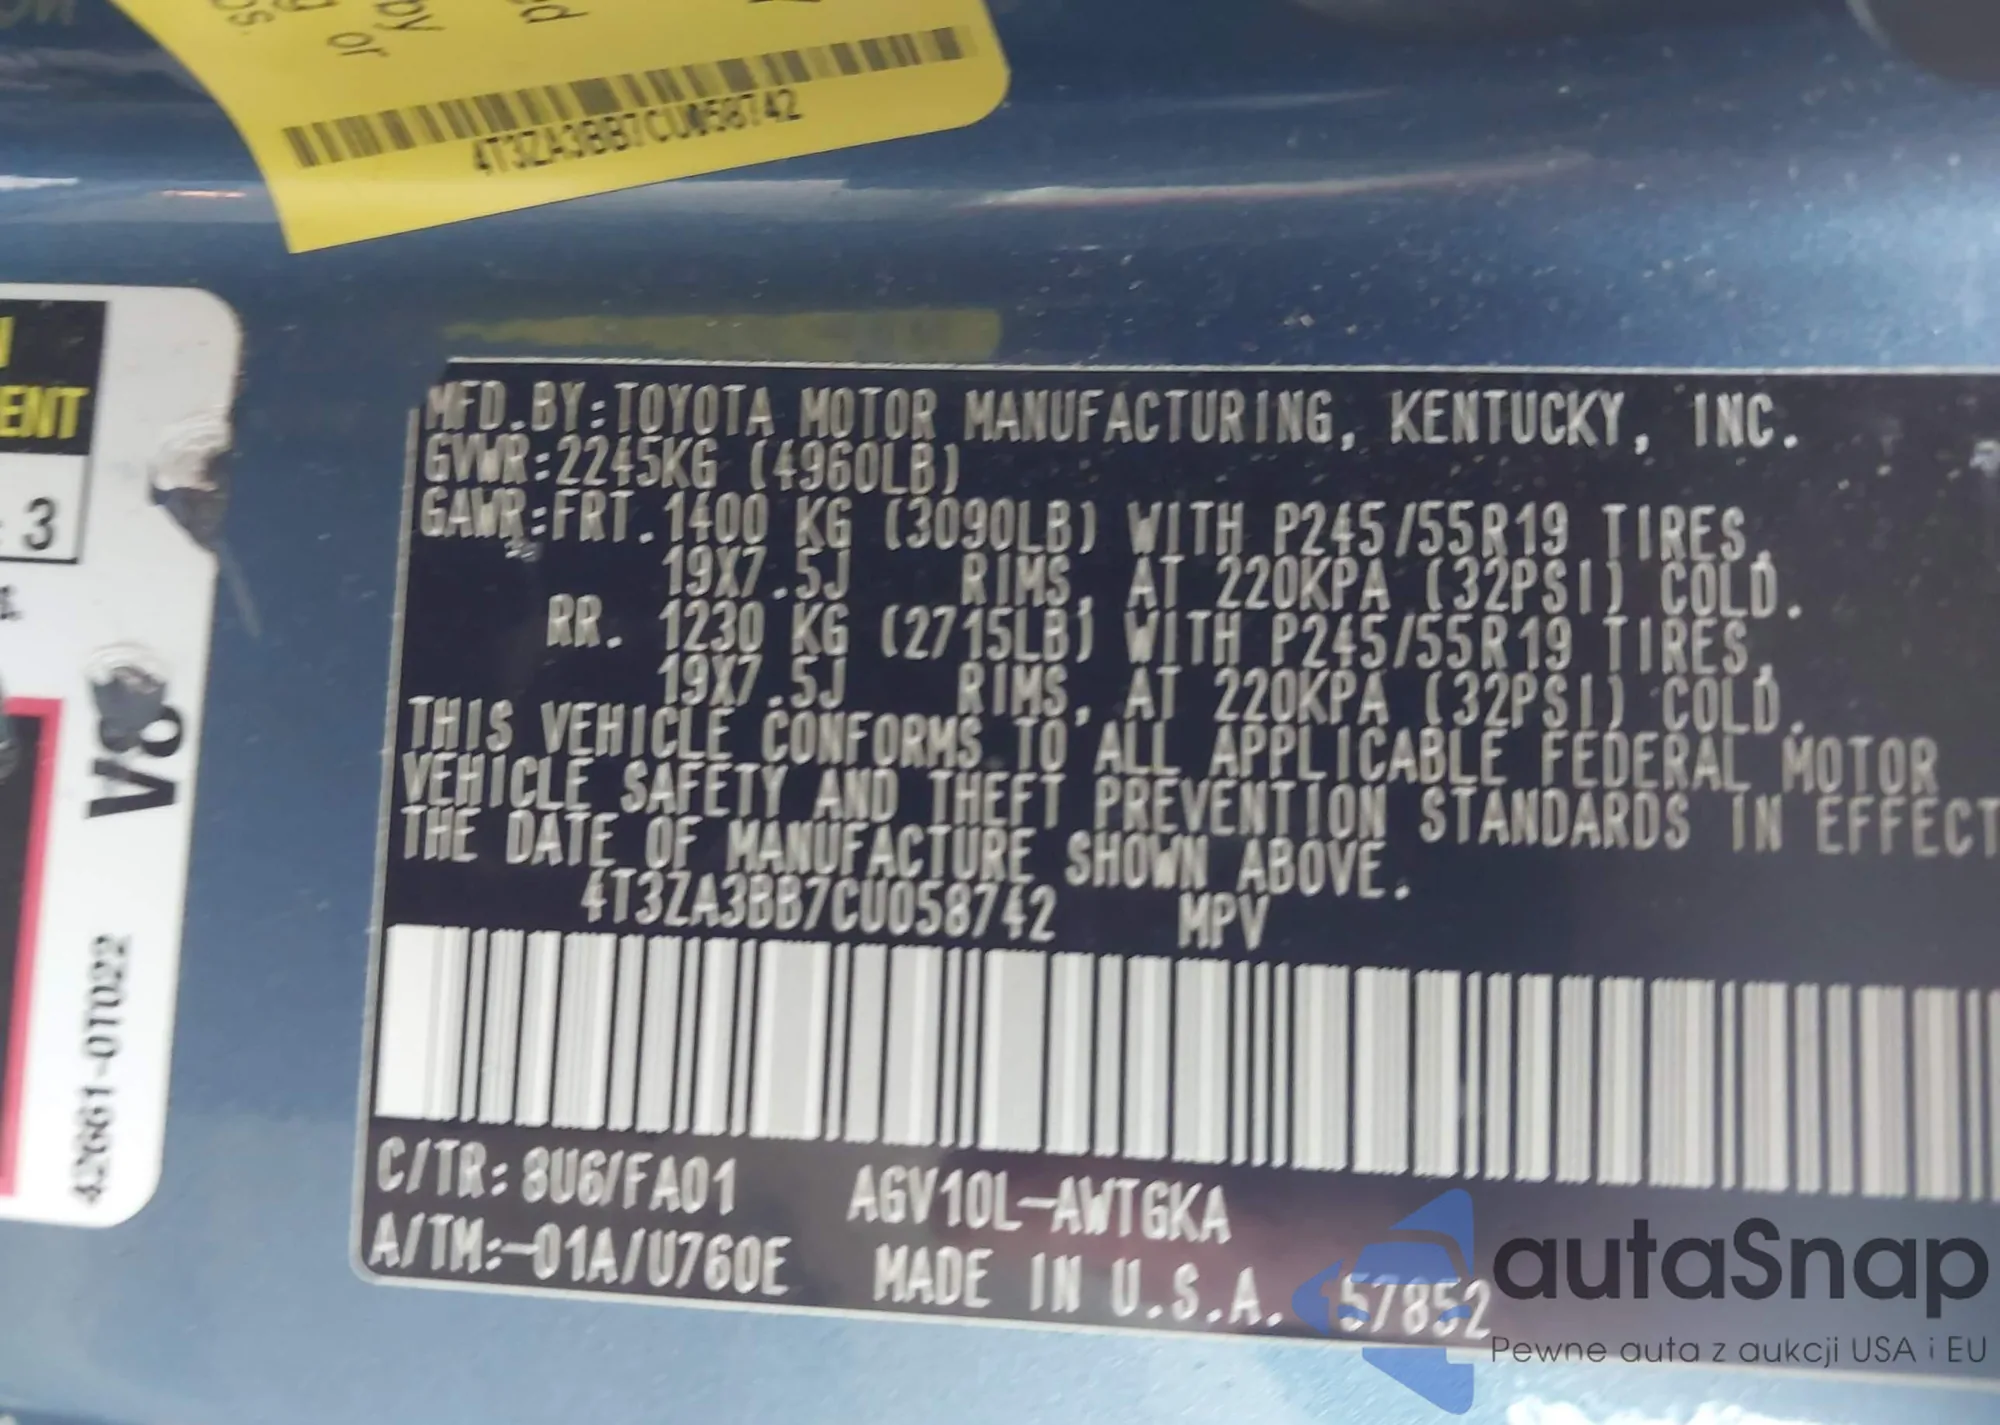 or
by
4T3ZA3BB7CU058742
ENT
3
V8
42661-0T022
MFD.BY:TOYOTA MOTOR MANUFACTURING, KENTUCKY, INC.
GVWR:2245KG (4960LB)
GAWR:FRT.1400 KG (3090LB) WITH P245/55R19 TIRES,
19X7.5J RIMS, AT 220KPA (32PSI) COLD.
RR. 1230 KG (2715LB) WITH P245/55R19 TIRES,
19X7.5J RIMS, AT 220KPA (32PSI) COLD.
THIS VEHICLE CONFORMS TO ALL APPLICABLE FEDERAL MOTOR
VEHICLE SAFETY AND THEFT PREVENTION STANDARDS IN EFFECT
THE DATE OF MANUFACTURE SHOWN ABOVE.
4T3ZA3BB7CU058742 MPV
C/TR: 8U6/FA01 AGV10L-AWTGKA
A/TM:-01A/U760E MADE IN U.S.A. 57852
autaSnap
Pewne auta z aukcji USA i EU